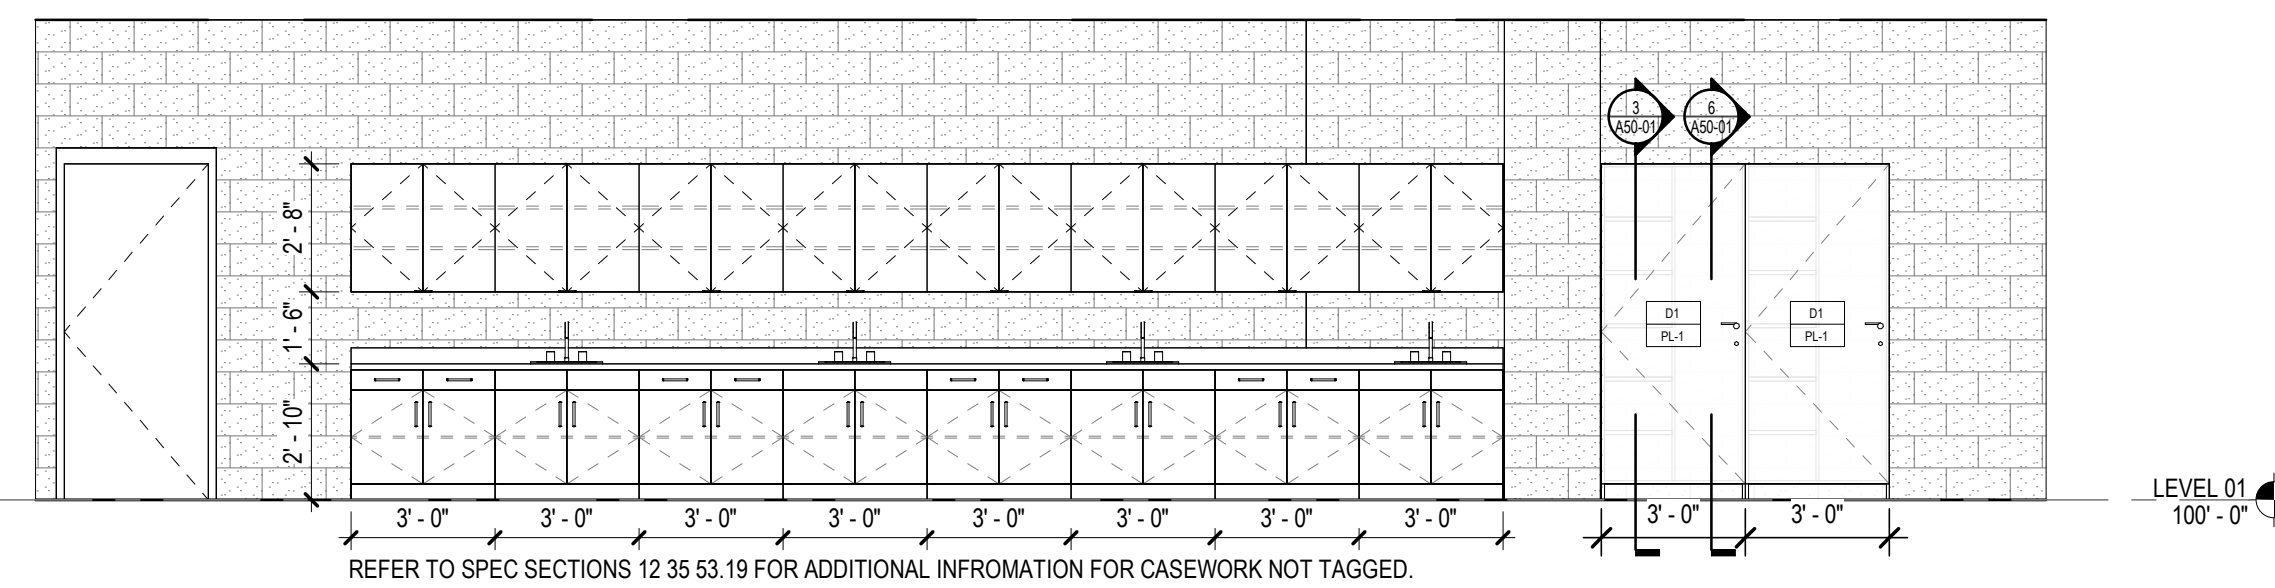 3
A50-01
6
A50-01
2' - 8"
1' - 6"
2' - 10"
D1
PL-1
D1
PL-1
LEVEL 01
100' - 0"
3' - 0"
3' - 0"
3' - 0"
3' - 0"
3' - 0"
3' - 0"
3' - 0"
3' - 0"
3' - 0"
3' - 0"
REFER TO SPEC SECTIONS 12 35 53.19 FOR ADDITIONAL INFROMATION FOR CASEWORK NOT TAGGED.